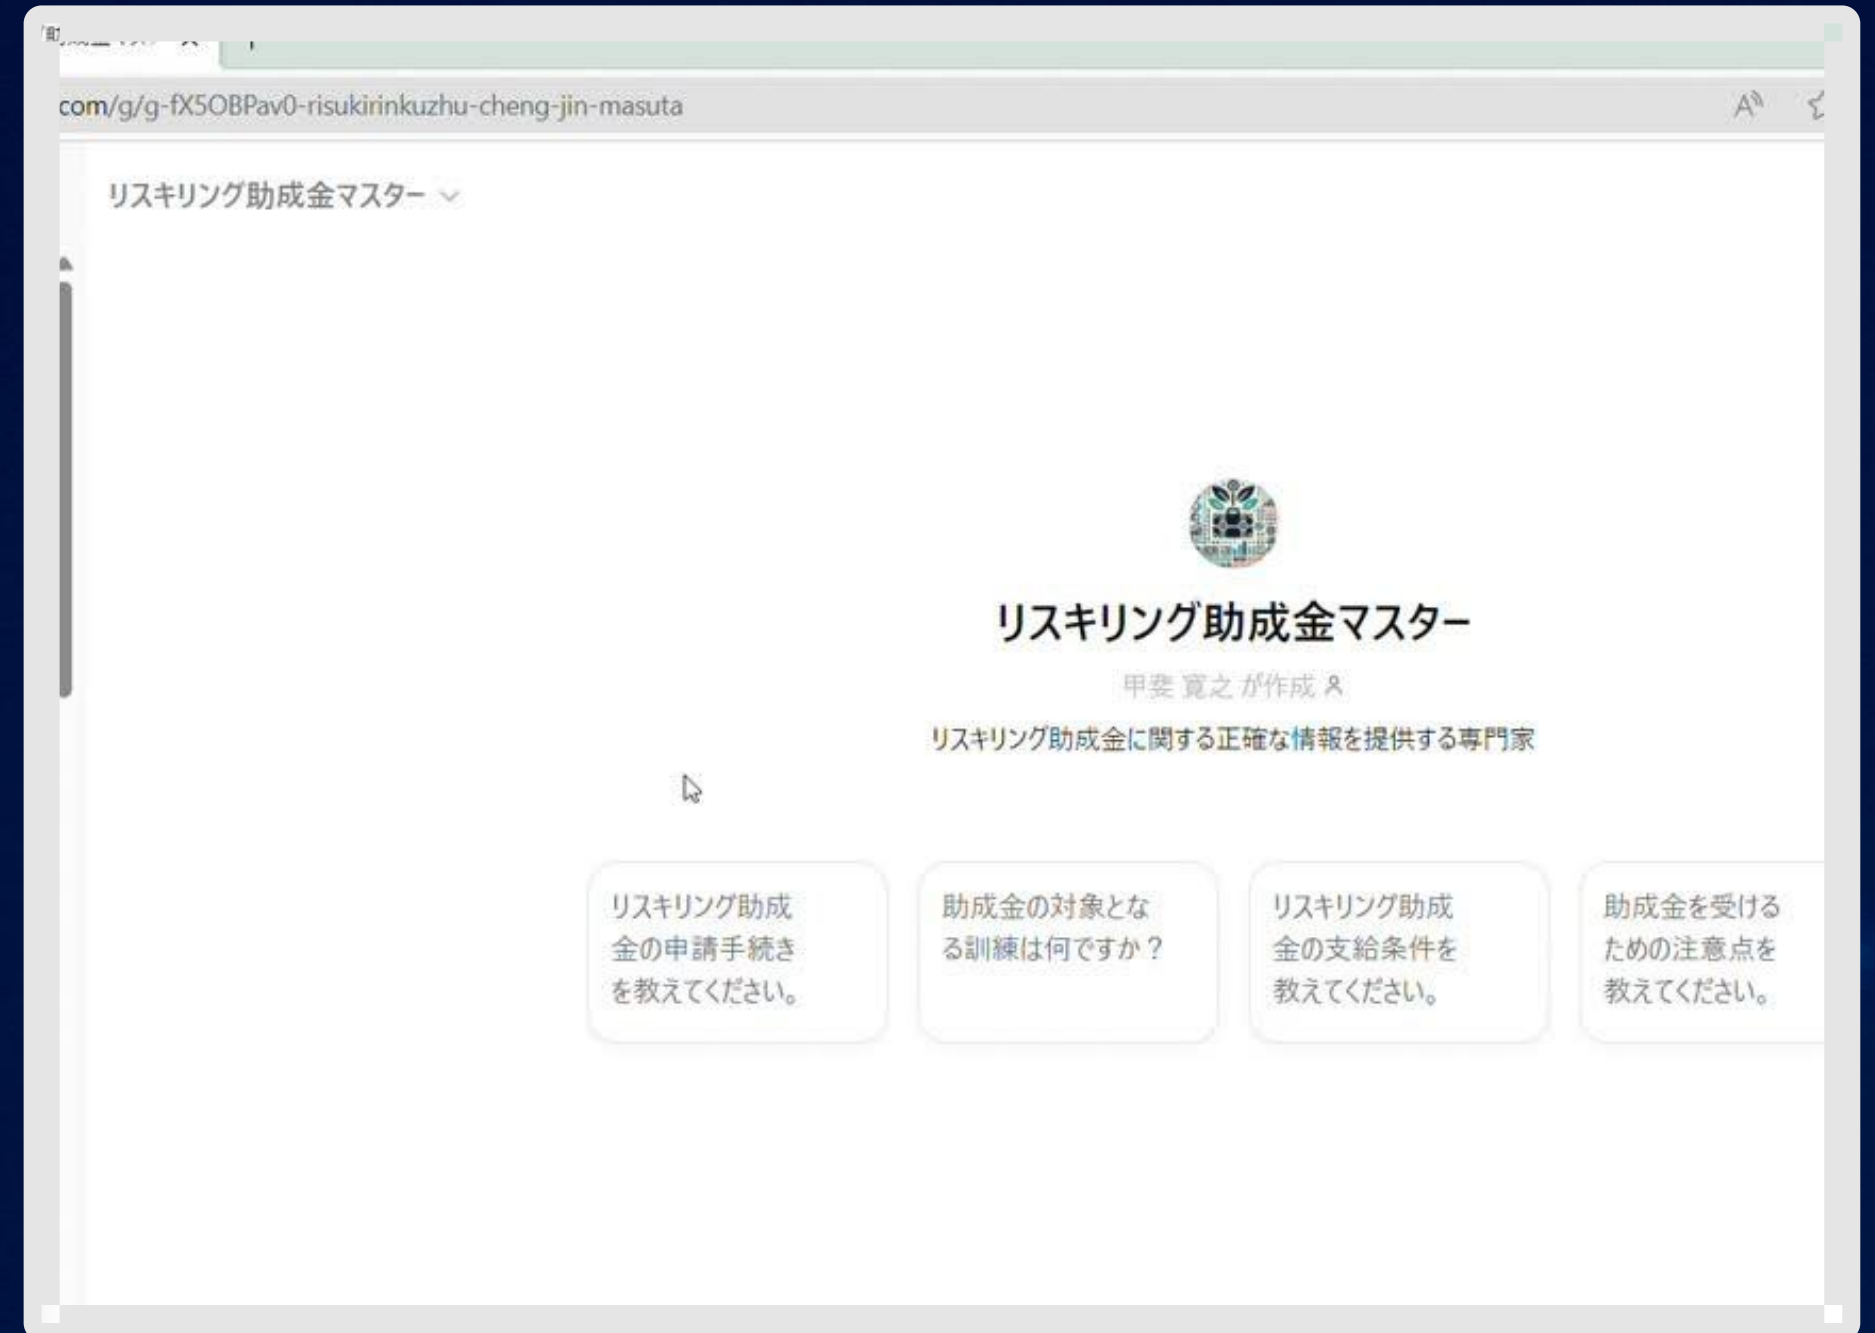 com/g/g-fX5OBPav0-risukirinkuzhu-cheng-jin-masuta
リスキリング助成金マスター
リスキリング助成金マスター
甲斐 寛之 が作成
リスキリング助成金に関する正確な情報を提供する専門家
リスキリング助成
金の申請手続き
を教えてください。
助成金の対象とな
る訓練は何ですか？
リスキリング助成
金の支給条件を
教えてください。
助成金を受ける
ための注意点を
教えてください。